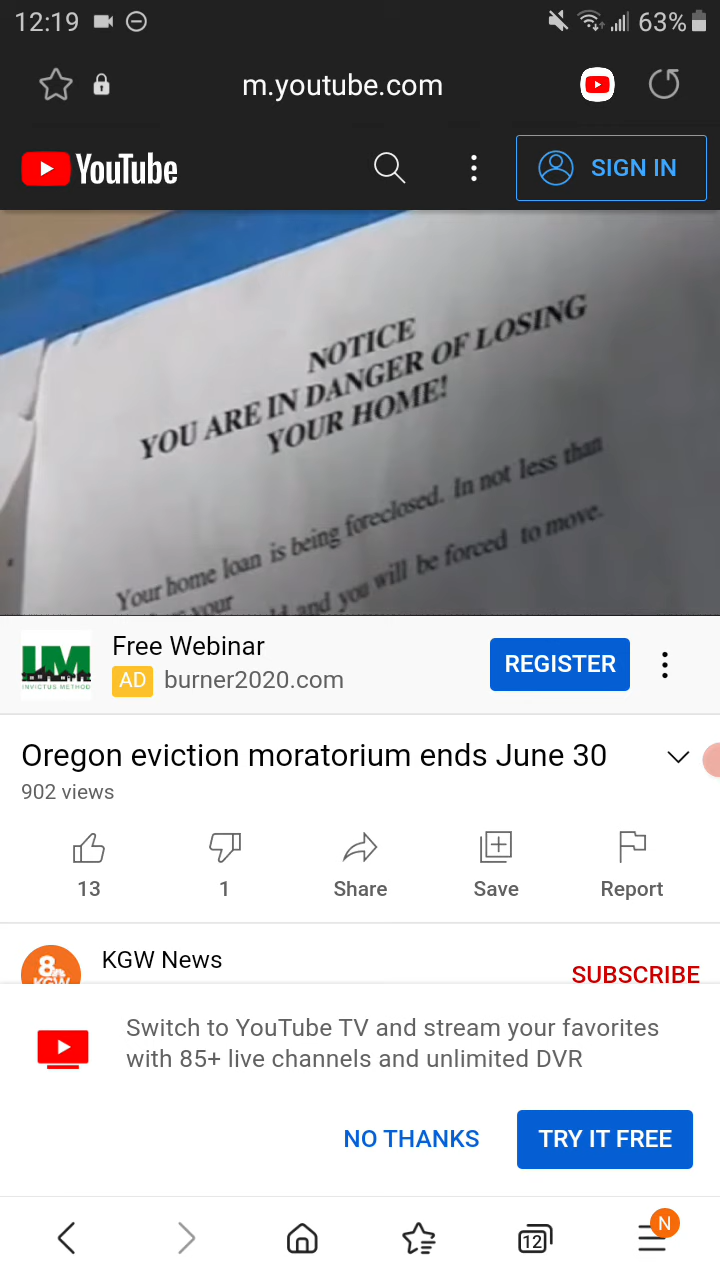 12:19
63%
m.youtube.com
YouTube
SIGN IN
NOTICE
YOU ARE IN DANGER OF LOSING
YOUR HOME!
Your home loan is being foreclosed. In not less than
your
and you will be forced to move.
IM
INVICTUS METHOD
Free Webinar
REGISTER
AD burner2020.com
Oregon eviction moratorium ends June 30
902 views
13
1
Share
Save
Report
8
KGW
KGW News
SUBSCRIBE
Switch to YouTube TV and stream your favorites
with 85+ live channels and unlimited DVR
NO THANKS
TRY IT FREE
12
N